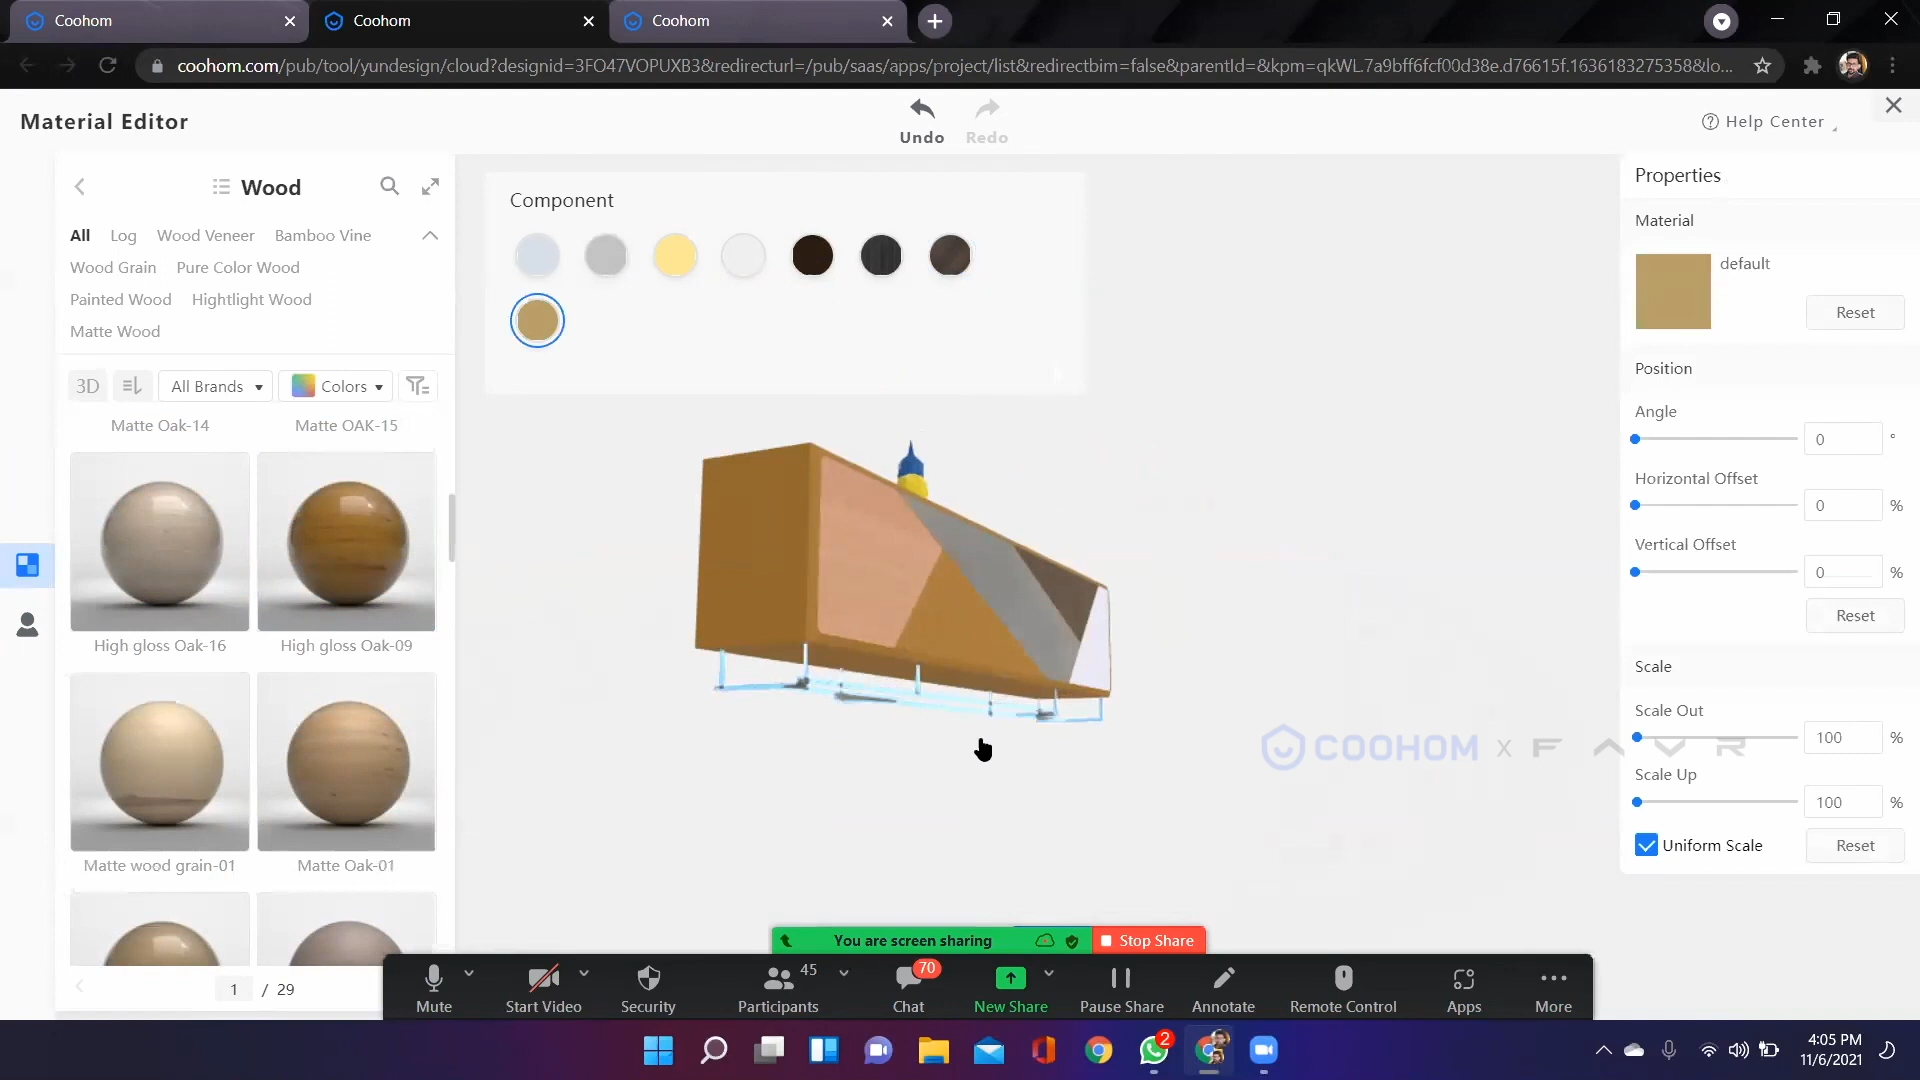 Coohom
Coohom
Coohom
coohom.com/pub/tool/yundesign/cloud?designid=3FO47VOPUXB3&redirecturl=/pub/saas/apps/project/list&redirectbim=false&parentId=&kpm=qkWL.7a9bff6fcf00d38e.d76615f.1636183275358&lo...
Material Editor
Undo
Redo
Help Center
Wood
All Log Wood Veneer Bamboo Vine
Wood Grain Pure Color Wood
Painted Wood Hightlight Wood
Matte Wood
3D All Brands Colors
Matte Oak-14 Matte OAK-15
High gloss Oak-16 High gloss Oak-09
Matte wood grain-01 Matte Oak-01
1 / 29
Component
Properties
Material
default
Reset
Position
Angle
0 °
Horizontal Offset
0 %
Vertical Offset
0 %
Reset
Scale
Scale Out
100 %
Scale Up
100 %
Uniform Scale Reset
COOHOM X FAVR
You are screen sharing Stop Share
45 70
Mute Start Video Security Participants Chat New Share Pause Share Annotate Remote Control Apps More
2
4:05 PM
11/6/2021